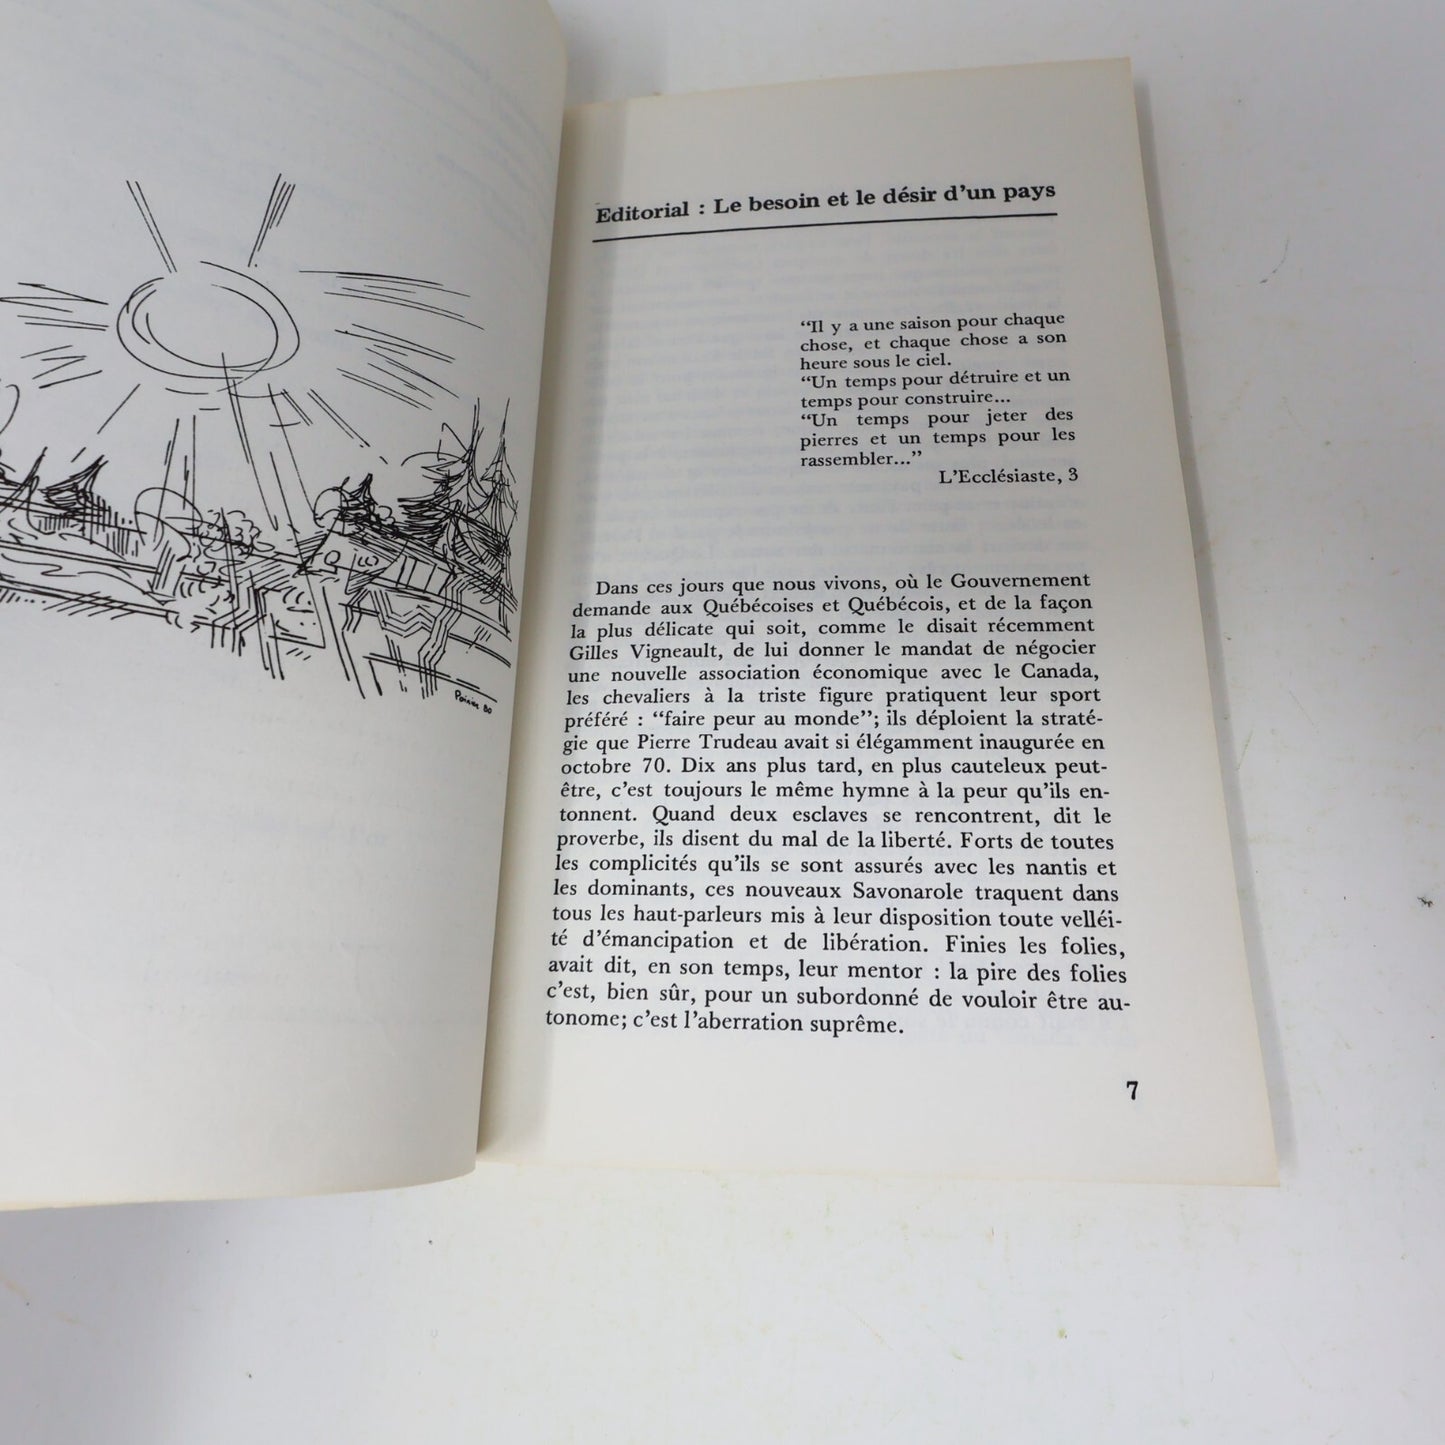 Poirier 80
Editorial : Le besoin et le désir d'un pays
"Il y a une saison pour chaque
chose, et chaque chose a son
heure sous le ciel.
"Un temps pour détruire et un
temps pour construire...
"Un temps pour jeter des
pierres et un temps pour les
rassembler..."
L'Ecclésiaste, 3
Dans ces jours que nous vivons, où le Gouvernement
demande aux Québécoises et Québécois, et de la façon
la plus délicate qui soit, comme le disait récemment
Gilles Vigneault, de lui donner le mandat de négocier
une nouvelle association économique avec le Canada,
les chevaliers à la triste figure pratiquent leur sport
préféré : "faire peur au monde"; ils déploient la straté-
gie que Pierre Trudeau avait si élégamment inaugurée en
octobre 70. Dix ans plus tard, en plus cauteleux peut-
être, c'est toujours le même hymne à la peur qu'ils en-
tonnent. Quand deux esclaves se rencontrent, dit le
proverbe, ils disent du mal de la liberté. Forts de toutes
les complicités qu'ils se sont assurés avec les nantis et
les dominants, ces nouveaux Savonarole traquent dans
tous les haut-parleurs mis à leur disposition toute velléi-
té d'émancipation et de libération. Finies les folies,
avait dit, en son temps, leur mentor : la pire des folies
c'est, bien sûr, pour un subordonné de vouloir être au-
tonome; c'est l'aberration suprême.
7